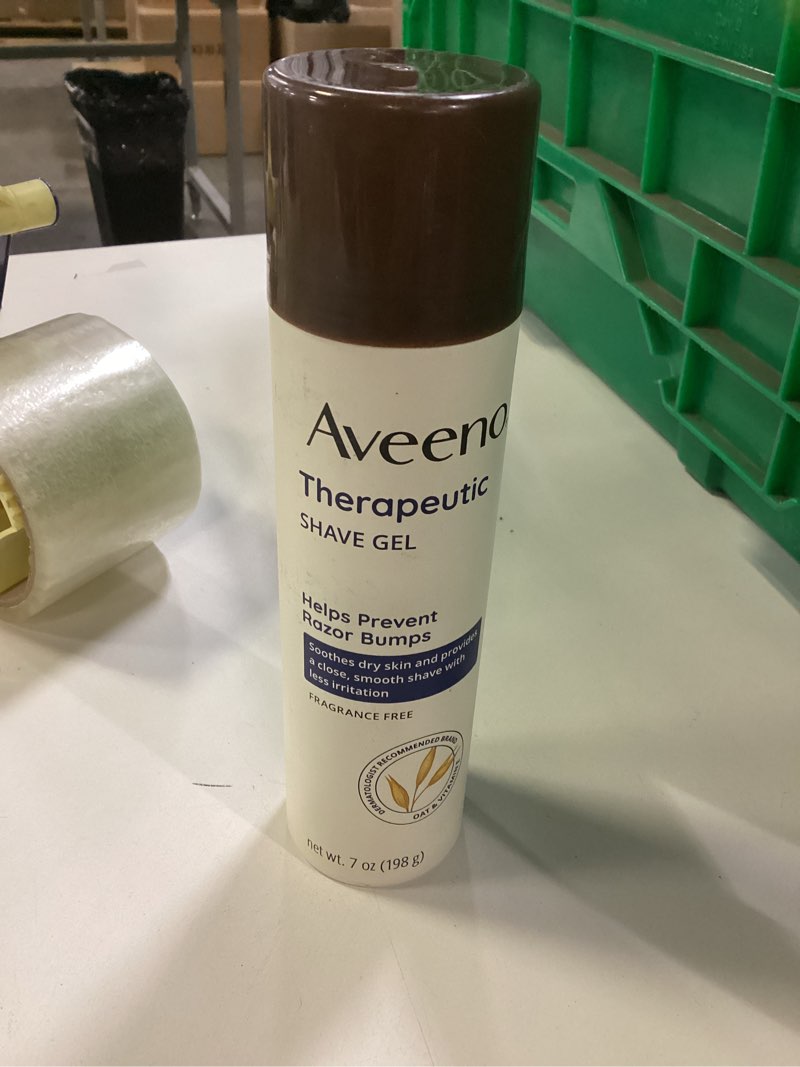 Aveeno
Therapeutic
SHAVE GEL
Helps Prevent
Razor Bumps
Soothes dry skin and provides
a close, smooth shave with
less irritation
FRAGRANCE FREE
DERMATOLOGIST RECOMMENDED BRAND
OAT & VITAMINS
net wt. 7 oz (198 g)